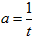 a = 1/t